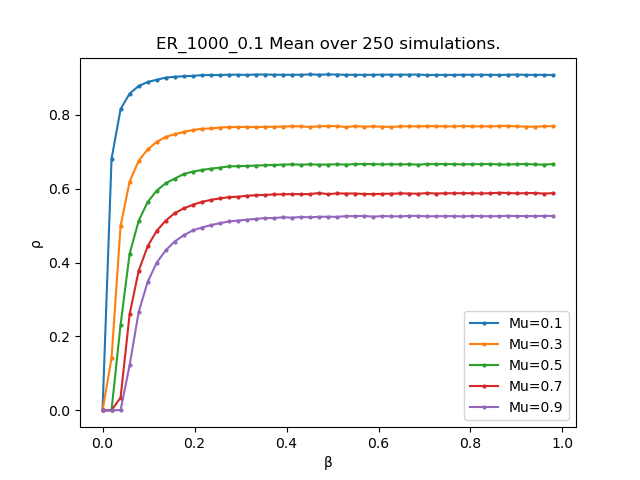 ER_1000_0.1 Mean over 250 simulations.
ρ
0.8
0.6
0.4
0.2
0.0
0.0 0.2 0.4 0.6 0.8 1.0
β
Mu=0.1
Mu=0.3
Mu=0.5
Mu=0.7
Mu=0.9